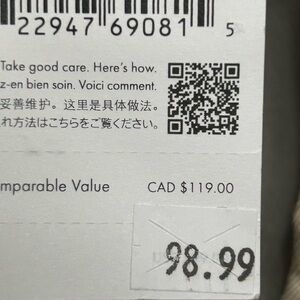 22947 69081 5
Take good care. Here's how.
z-en bien soin. Voici comment.
妥善维护。这里是具体做法。
れ方法はこちらをご覧ください。
mparable Value CAD $119.00
98.99